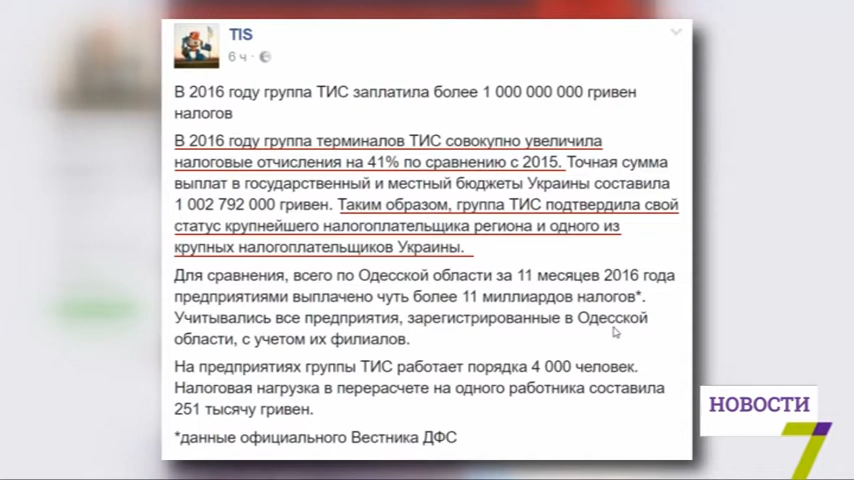 TIS
6 ч ·
В 2016 году группа ТИС заплатила более 1 000 000 000 гривен
налогов
В 2016 году группа терминалов ТИС совокупно увеличила
налоговые отчисления на 41% по сравнению с 2015. Точная сумма
выплат в государственный и местный бюджеты Украины составила
1 002 792 000 гривен. Таким образом, группа ТИС подтвердила свой
статус крупнейшего налогоплательщика региона и одного из
крупных налогоплательщиков Украины.
Для сравнения, всего по Одесской области за 11 месяцев 2016 года
предприятиями выплачено чуть более 11 миллиардов налогов*.
Учитывались все предприятия, зарегистрированные в Одесской
области, с учетом их филиалов.
На предприятиях группы ТИС работает порядка 4 000 человек.
Налоговая нагрузка в перерасчете на одного работника составила
251 тысячу гривен.
*данные официального Вестника ДФС
НОВОСТИ
7